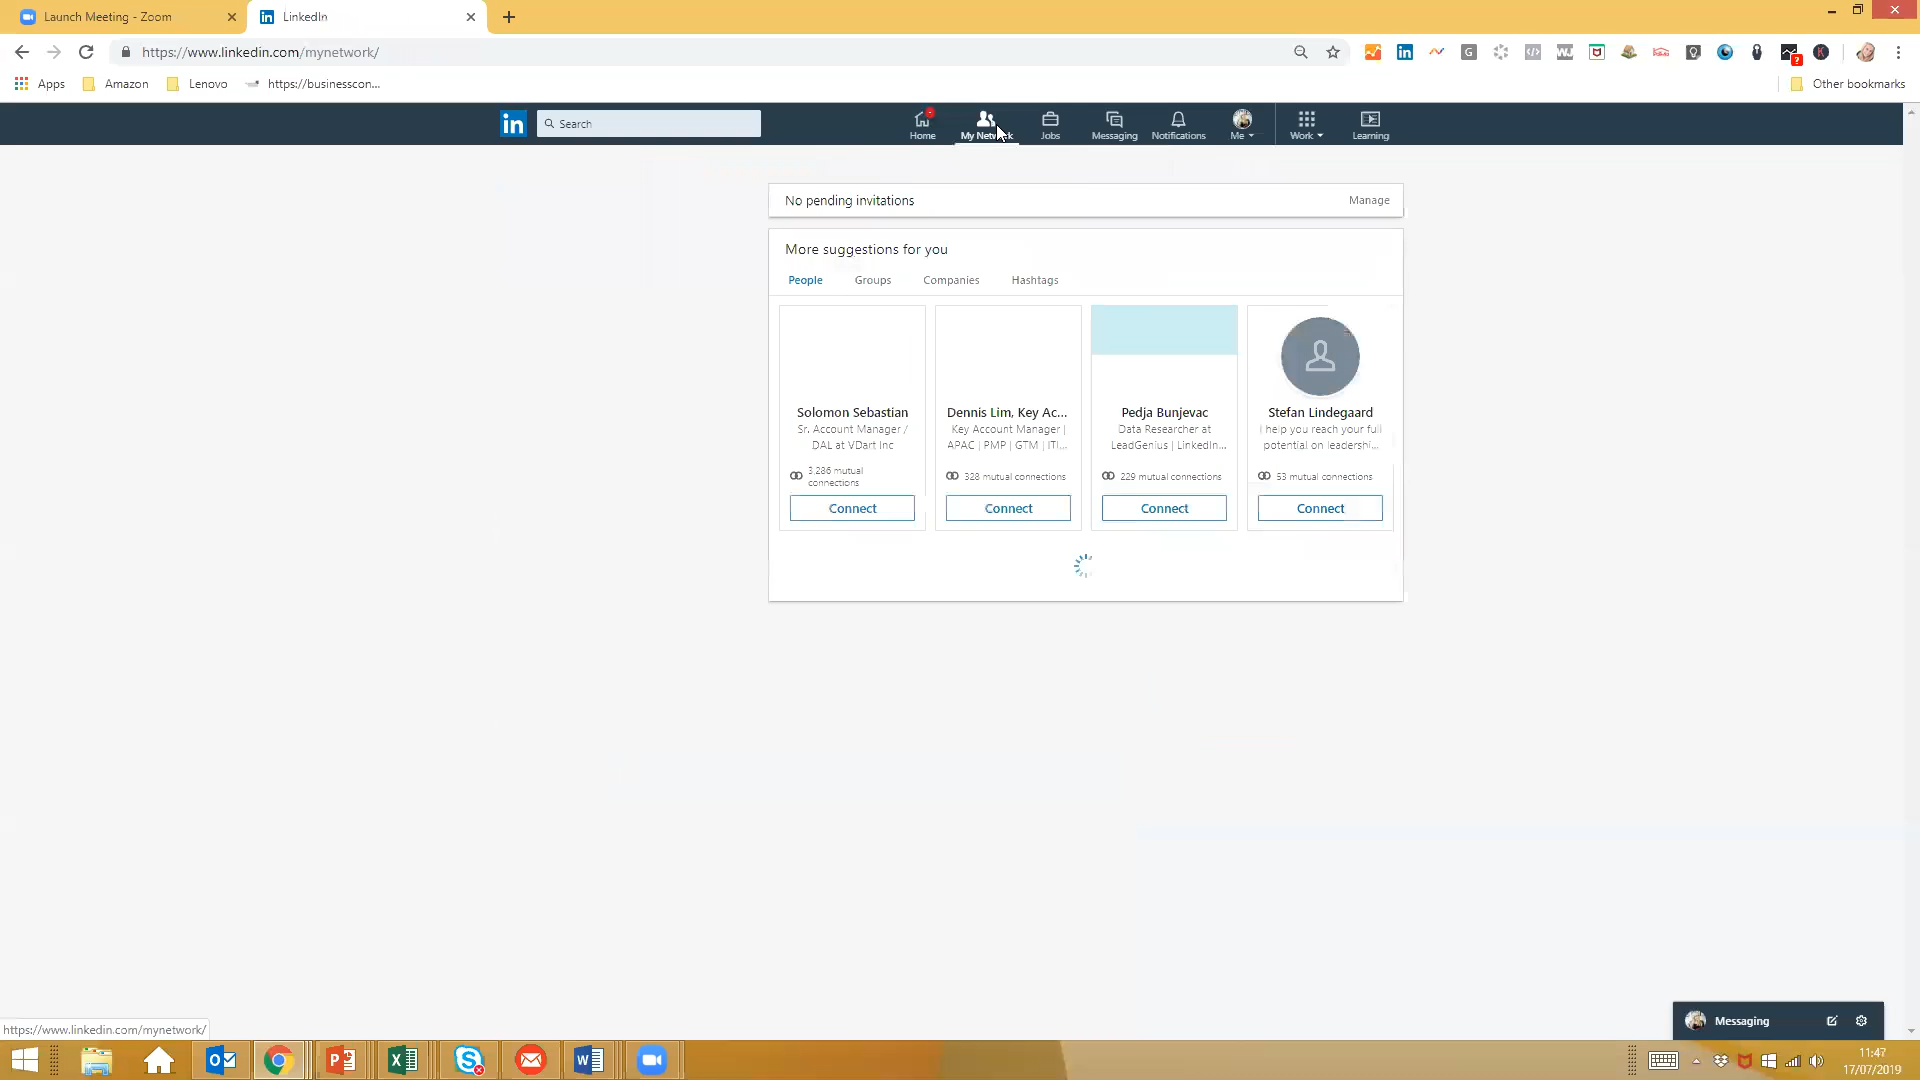 Launch Meeting - Zoom
LinkedIn
https://www.linkedin.com/mynetwork/
Apps
Amazon
Lenovo
https://businesscon...
Other bookmarks
in
Search
Home
My Network
Jobs
Messaging
Notifications
Me
Work
Learning
No pending invitations
Manage
More suggestions for you
People
Groups
Companies
Hashtags
Solomon Sebastian
Sr. Account Manager /
DAL at VDart Inc
3,286 mutual
connections
Connect
Dennis Lim, Key Ac...
Key Account Manager |
APAC | PMP | GTM | ITI...
328 mutual connections
Connect
Pedja Bunjevac
Data Researcher at
LeadGenius | LinkedIn...
229 mutual connections
Connect
Stefan Lindegaard
I help you reach your full
potential on leadershi...
53 mutual connections
Connect
Messaging
https://www.linkedin.com/mynetwork/
11:47
17/07/2019